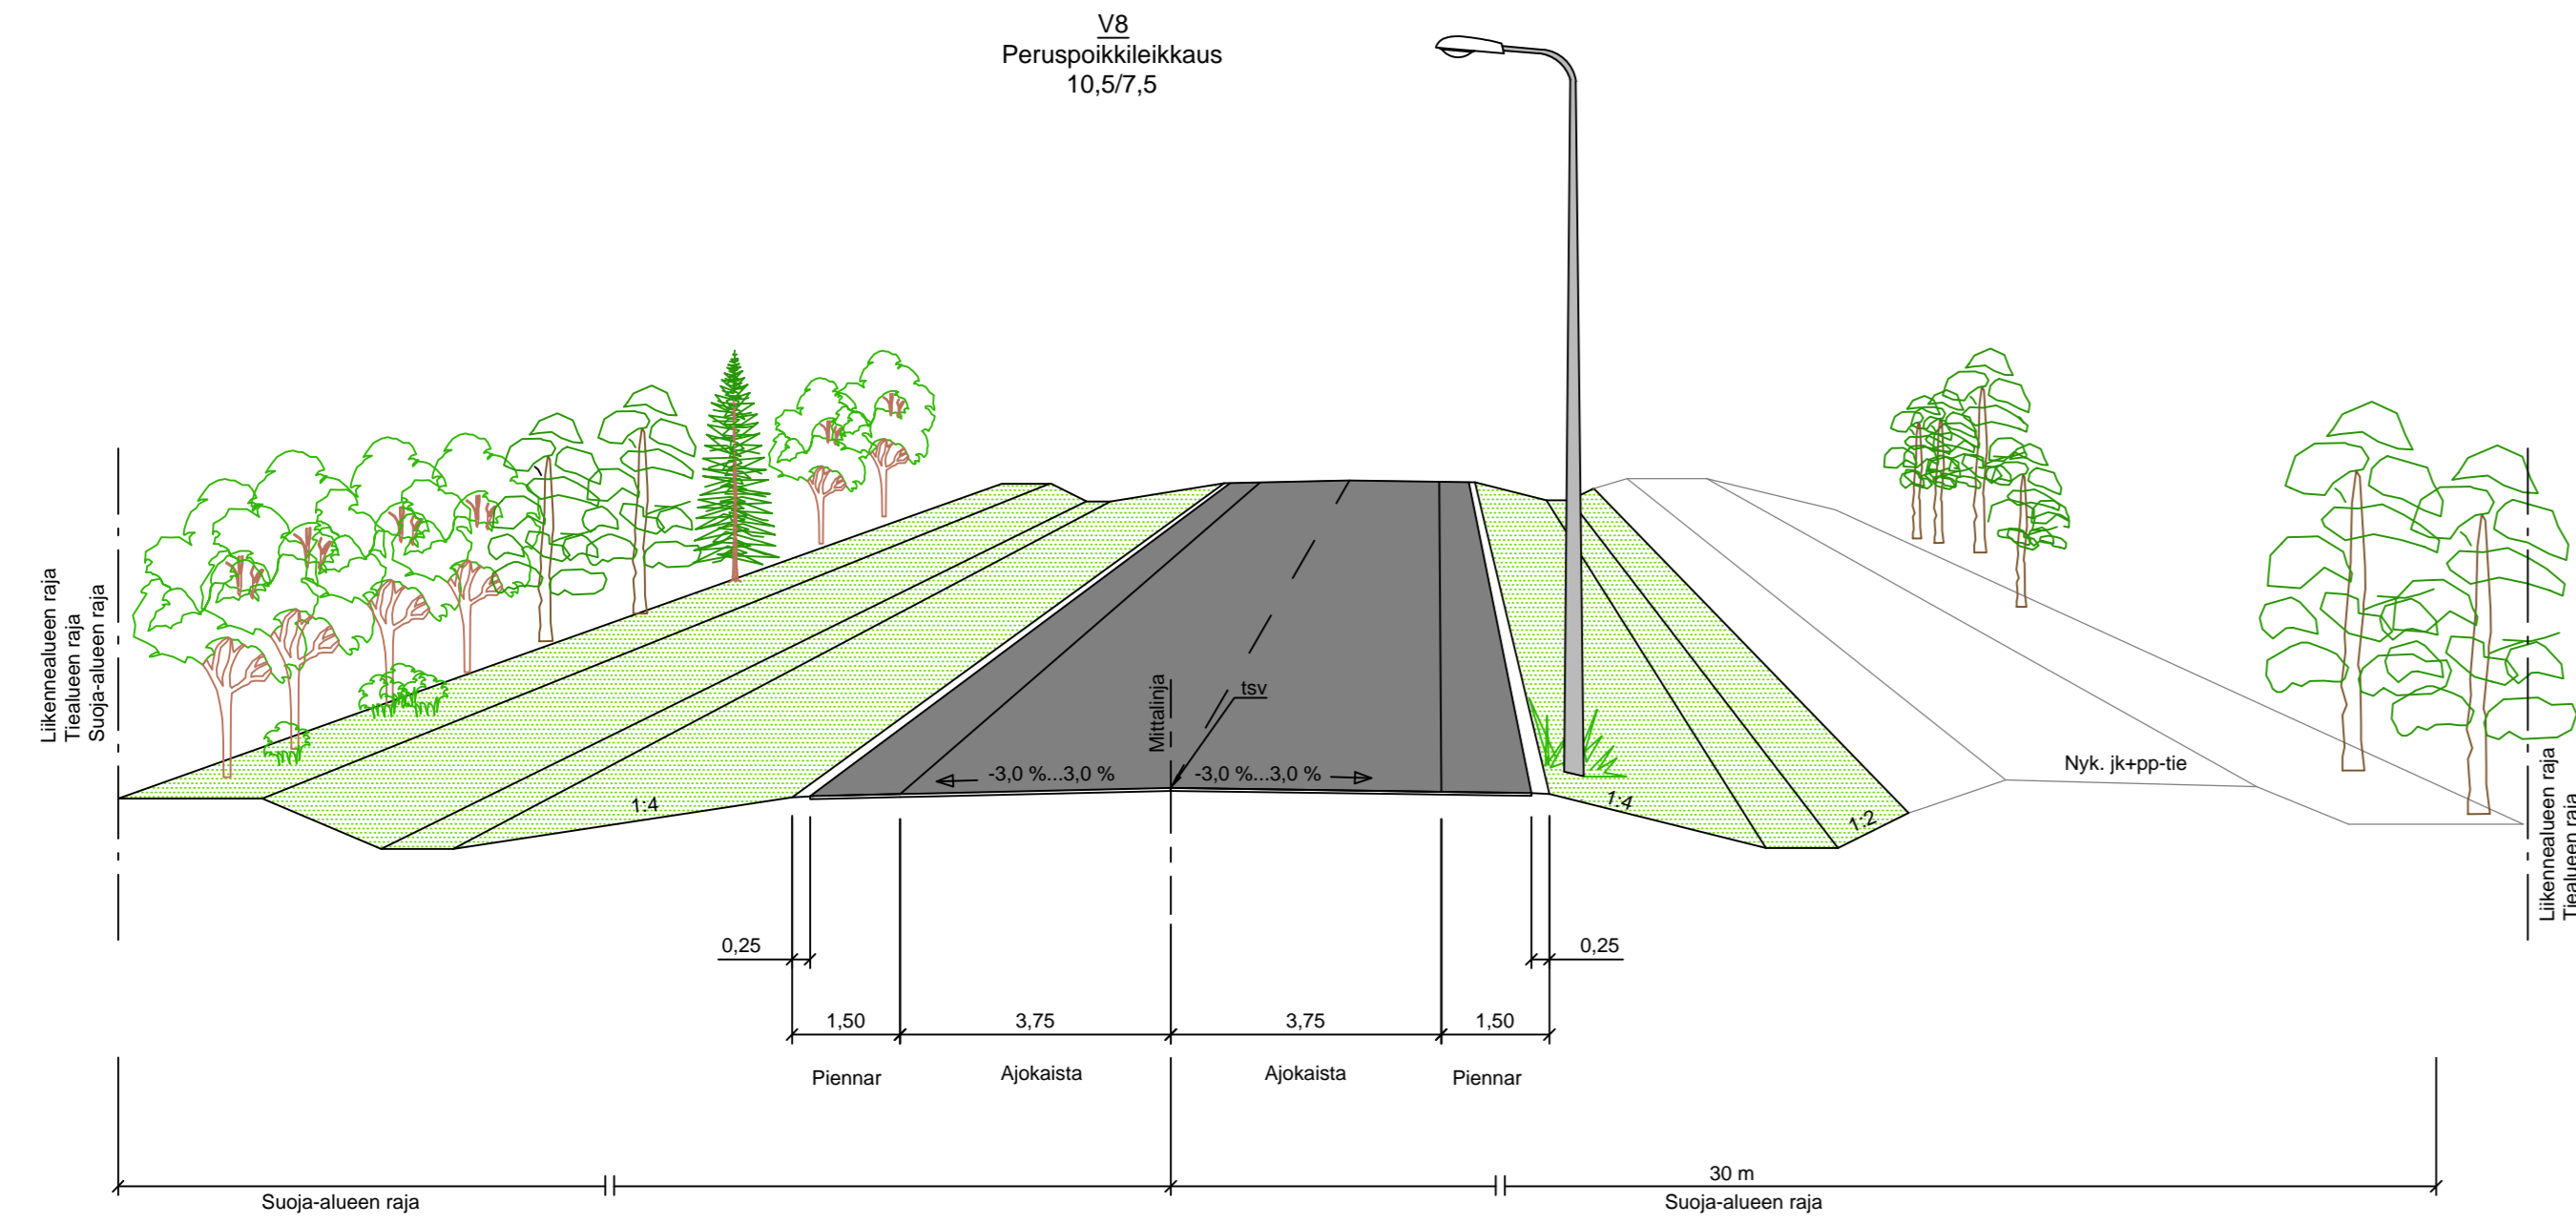 V8
Peruspoikkileikkaus
10,5/7,5
Liikennealueen raja
Tiealueen raja
Suoja-alueen raja
Mittalinja
tsv
-3,0 %...3,0 %
-3,0 %...3,0 %
1:4
1:4
1:2
Nyk. jk+pp-tie
Liikennealueen raja
Tiealueen raja
0,25
0,25
1,50
3,75
3,75
1,50
Piennar
Ajokaista
Ajokaista
Piennar
30 m
Suoja-alueen raja
Suoja-alueen raja